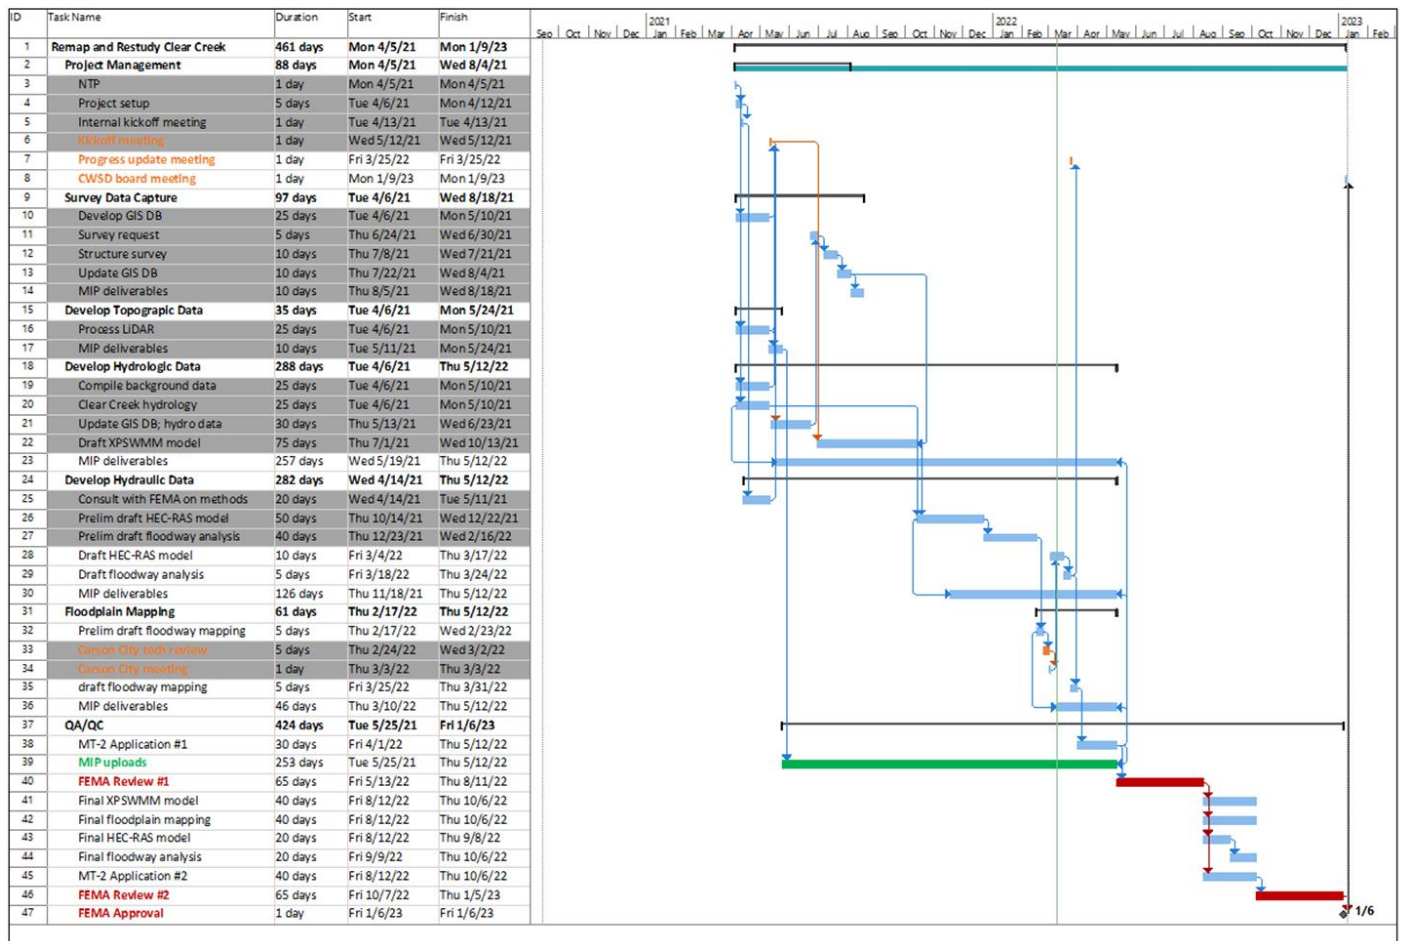 ID Task Name Duration Start Finish
2021 2022 2023
Sep Oct Nov Dec Jan Feb Mar Apr May Jun Jul Aug Sep Oct Nov Dec Jan Feb Mar Apr May Jun Jul Aug Sep Oct Nov Dec Jan Feb
1 Remap and Restudy Clear Creek 461 days Mon 4/5/21 Mon 1/9/23
2 Project Management 88 days Mon 4/5/21 Wed 8/4/21
3 NTP 1 day Mon 4/5/21 Mon 4/5/21
4 Project setup 5 days Tue 4/6/21 Mon 4/12/21
5 Internal kickoff meeting 1 day Tue 4/13/21 Tue 4/13/21
6 Kickoff meeting 1 day Wed 5/12/21 Wed 5/12/21
7 Progress update meeting 1 day Fri 3/25/22 Fri 3/25/22
8 CWSD board meeting 1 day Mon 1/9/23 Mon 1/9/23
9 Survey Data Capture 97 days Tue 4/6/21 Wed 8/18/21
10 Develop GIS DB 25 days Tue 4/6/21 Mon 5/10/21
11 Survey request 5 days Thu 6/24/21 Wed 6/30/21
12 Structure survey 10 days Thu 7/8/21 Wed 7/21/21
13 Update GIS DB 10 days Thu 7/22/21 Wed 8/4/21
14 MIP deliverables 10 days Thu 8/5/21 Wed 8/18/21
15 Develop Topograpic Data 35 days Tue 4/6/21 Mon 5/24/21
16 Process LiDAR 25 days Tue 4/6/21 Mon 5/10/21
17 MIP deliverables 10 days Tue 5/11/21 Mon 5/24/21
18 Develop Hydrologic Data 288 days Tue 4/6/21 Thu 5/12/22
19 Compile background data 25 days Tue 4/6/21 Mon 5/10/21
20 Clear Creek hydrology 25 days Tue 4/6/21 Mon 5/10/21
21 Update GIS DB; hydro data 30 days Thu 5/13/21 Wed 6/23/21
22 Draft XPSWMM model 75 days Thu 7/1/21 Wed 10/13/21
23 MIP deliverables 257 days Wed 5/19/21 Thu 5/12/22
24 Develop Hydraulic Data 282 days Wed 4/14/21 Thu 5/12/22
25 Consult with FEMA on methods 20 days Wed 4/14/21 Tue 5/11/21
26 Prelim draft HEC-RAS model 50 days Thu 10/14/21 Wed 12/22/21
27 Prelim draft floodway analysis 40 days Thu 12/23/21 Wed 2/16/22
28 Draft HEC-RAS model 10 days Fri 3/4/22 Thu 3/17/22
29 Draft floodway analysis 5 days Fri 3/18/22 Thu 3/24/22
30 MIP deliverables 126 days Thu 11/18/21 Thu 5/12/22
31 Floodplain Mapping 61 days Thu 2/17/22 Thu 5/12/22
32 Prelim draft floodway mapping 5 days Thu 2/17/22 Wed 2/23/22
33 Carson City tech review 5 days Thu 2/24/22 Wed 3/2/22
34 Carson City meeting 1 day Thu 3/3/22 Thu 3/3/22
35 draft floodway mapping 5 days Fri 3/25/22 Thu 3/31/22
36 MIP deliverables 46 days Thu 3/10/22 Thu 5/12/22
37 QA/QC 424 days Tue 5/25/21 Fri 1/6/23
38 MT-2 Application #1 30 days Fri 4/1/22 Thu 5/12/22
39 MIP uploads 253 days Tue 5/25/21 Thu 5/12/22
40 FEMA Review #1 65 days Fri 5/13/22 Thu 8/11/22
41 Final XPSWMM model 40 days Fri 8/12/22 Thu 10/6/22
42 Final floodplain mapping 40 days Fri 8/12/22 Thu 10/6/22
43 Final HEC-RAS model 20 days Fri 8/12/22 Thu 9/8/22
44 Final floodway analysis 20 days Fri 9/9/22 Thu 10/6/22
45 MT-2 Application #2 40 days Fri 8/12/22 Thu 10/6/22
46 FEMA Review #2 65 days Fri 10/7/22 Thu 1/5/23
47 FEMA Approval 1 day Fri 1/6/23 Fri 1/6/23 1/6